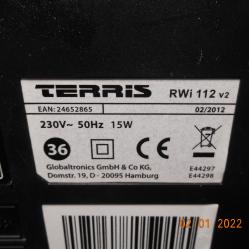 TERRIS RWi 112 v2
EAN: 24652865 02/2012
230V~ 50Hz 15W
36 CE
Globaltronics GmbH & Co KG, E44297
Domstr. 19, D - 20095 Hamburg E44298
02 01 2022